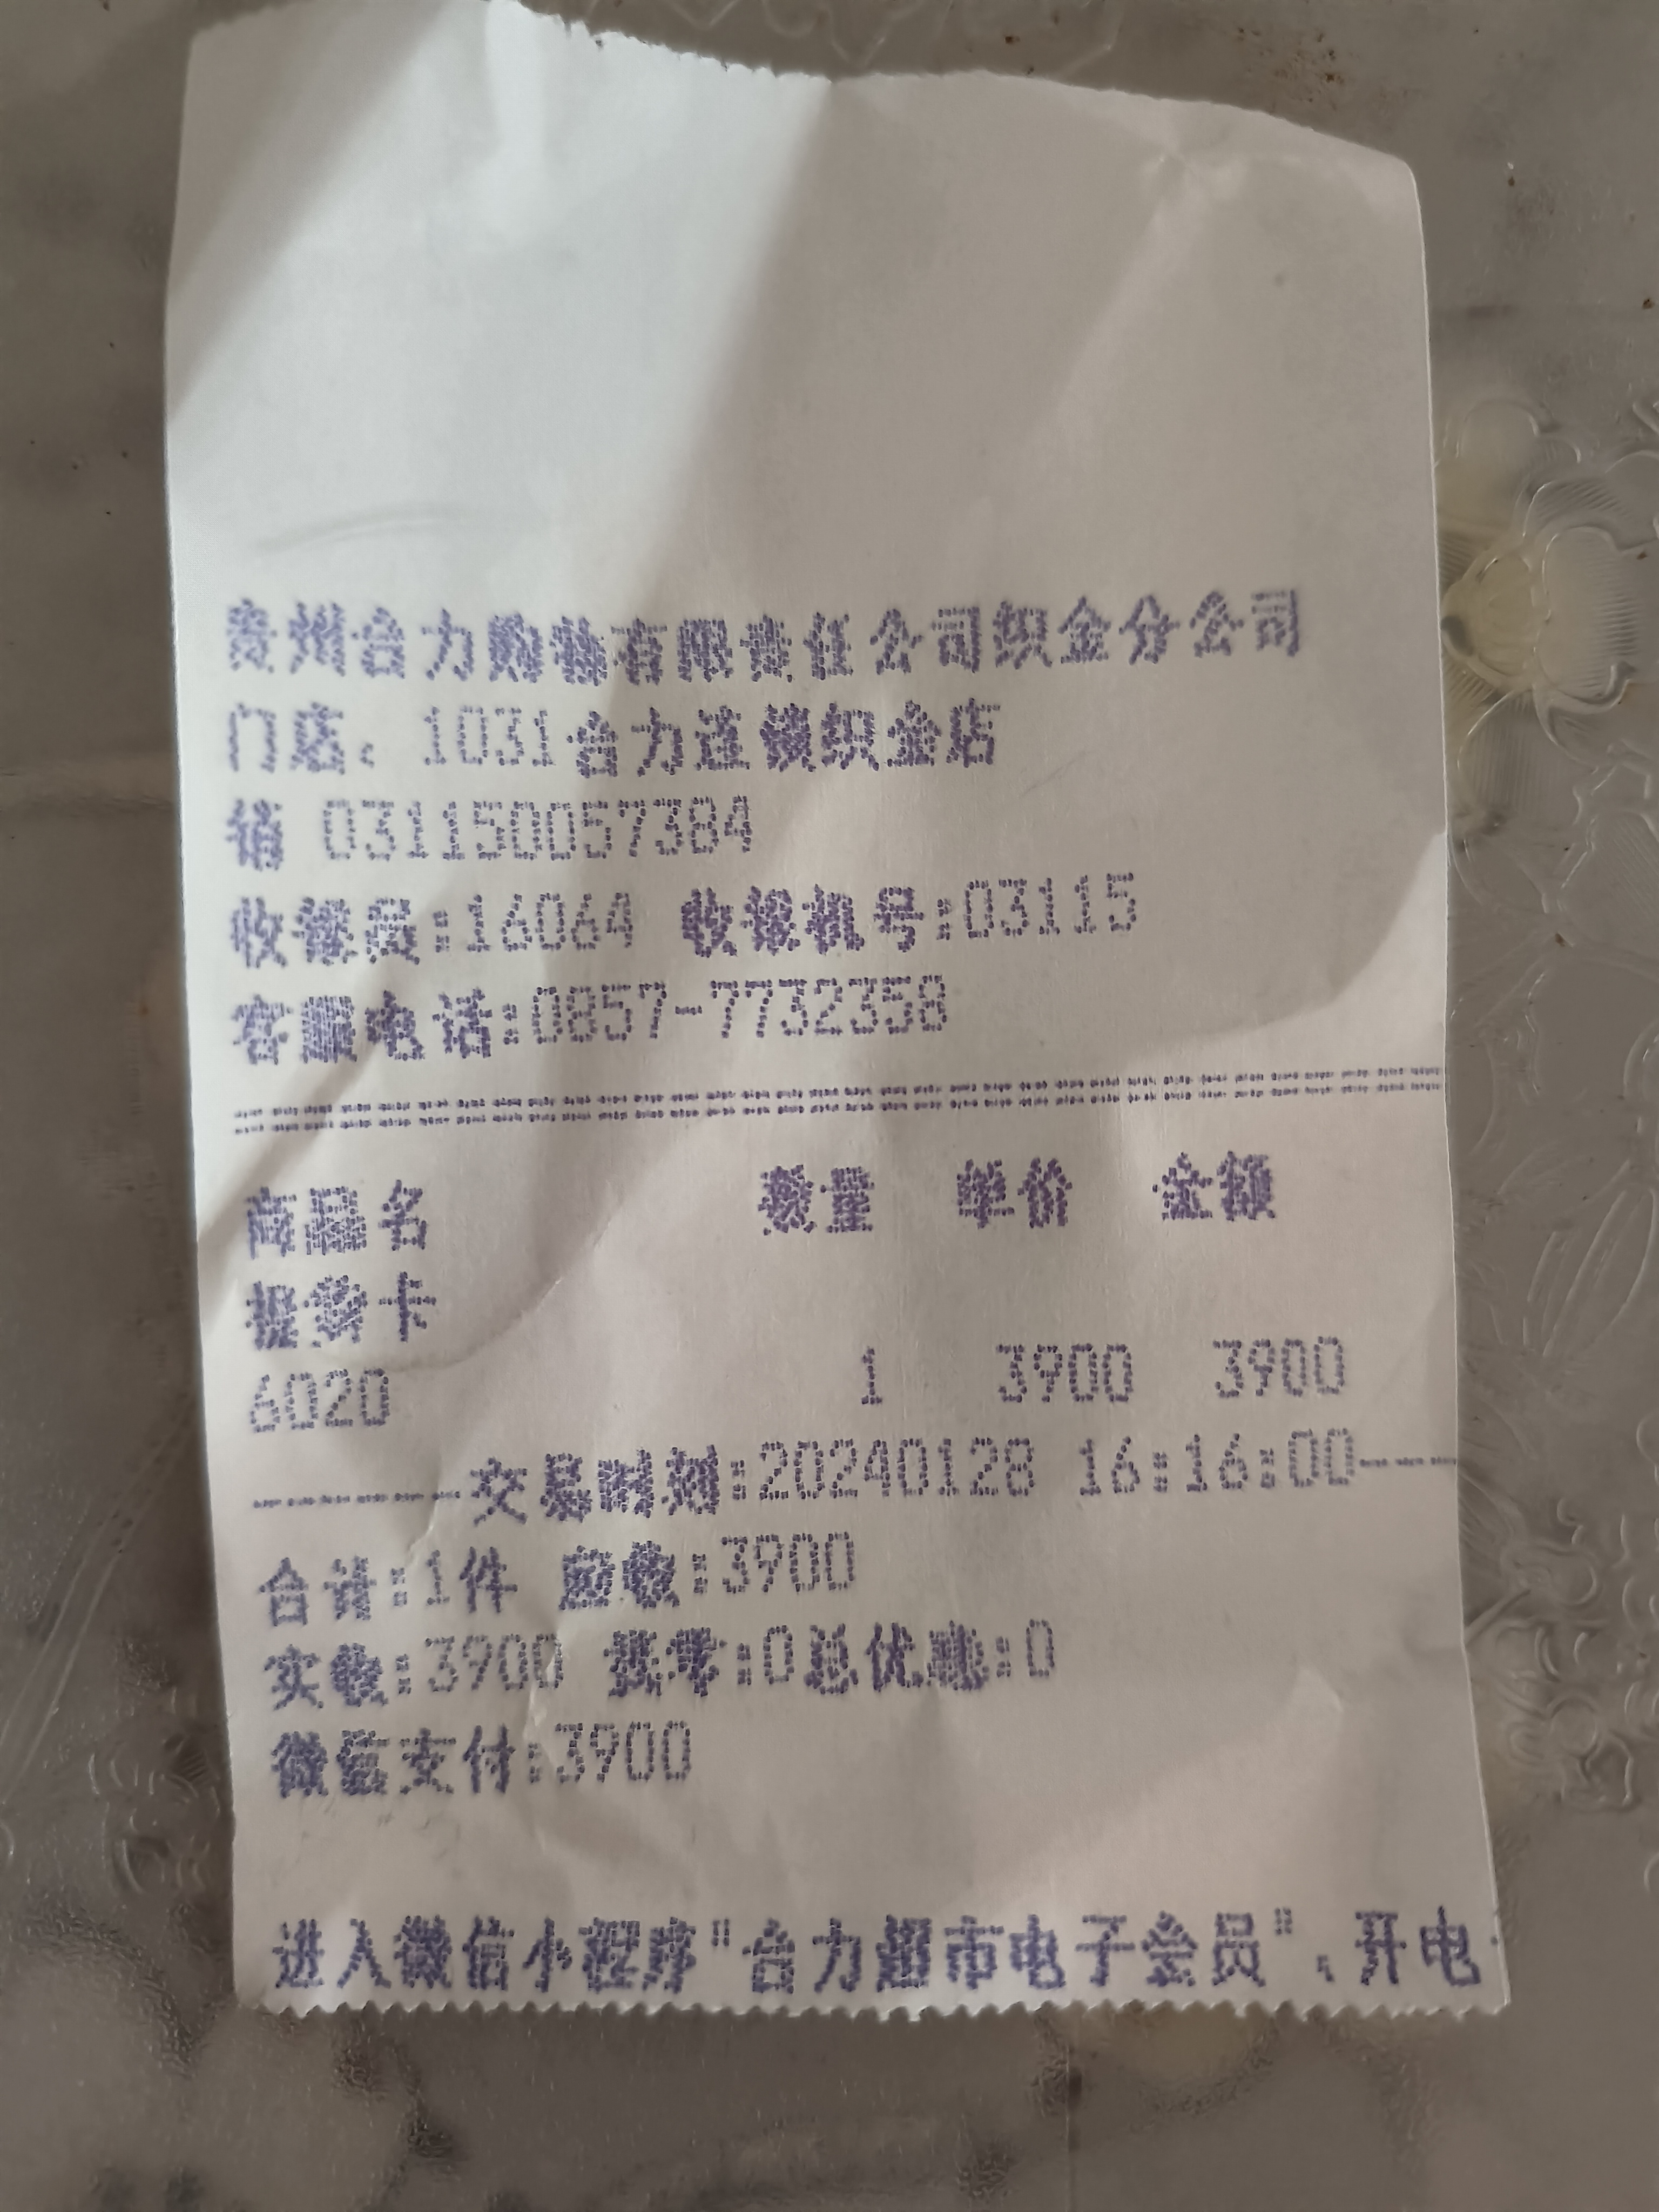 贵州合力购物有限责任公司织金分公司
门店: 1031合力连锁织金店
031150057384
收银员:16064 收银机号:03115
客服电话:0857-7732358
商品名 数量 单价 金额
提货卡
6020 1 3900 3900
交易时刻:20240128 16:16:00
合计:1件 应收:3900
实收:3900 找零:0总优惠:0
微信支付:3900
进入微信小程序"合力超市电子会员",开电